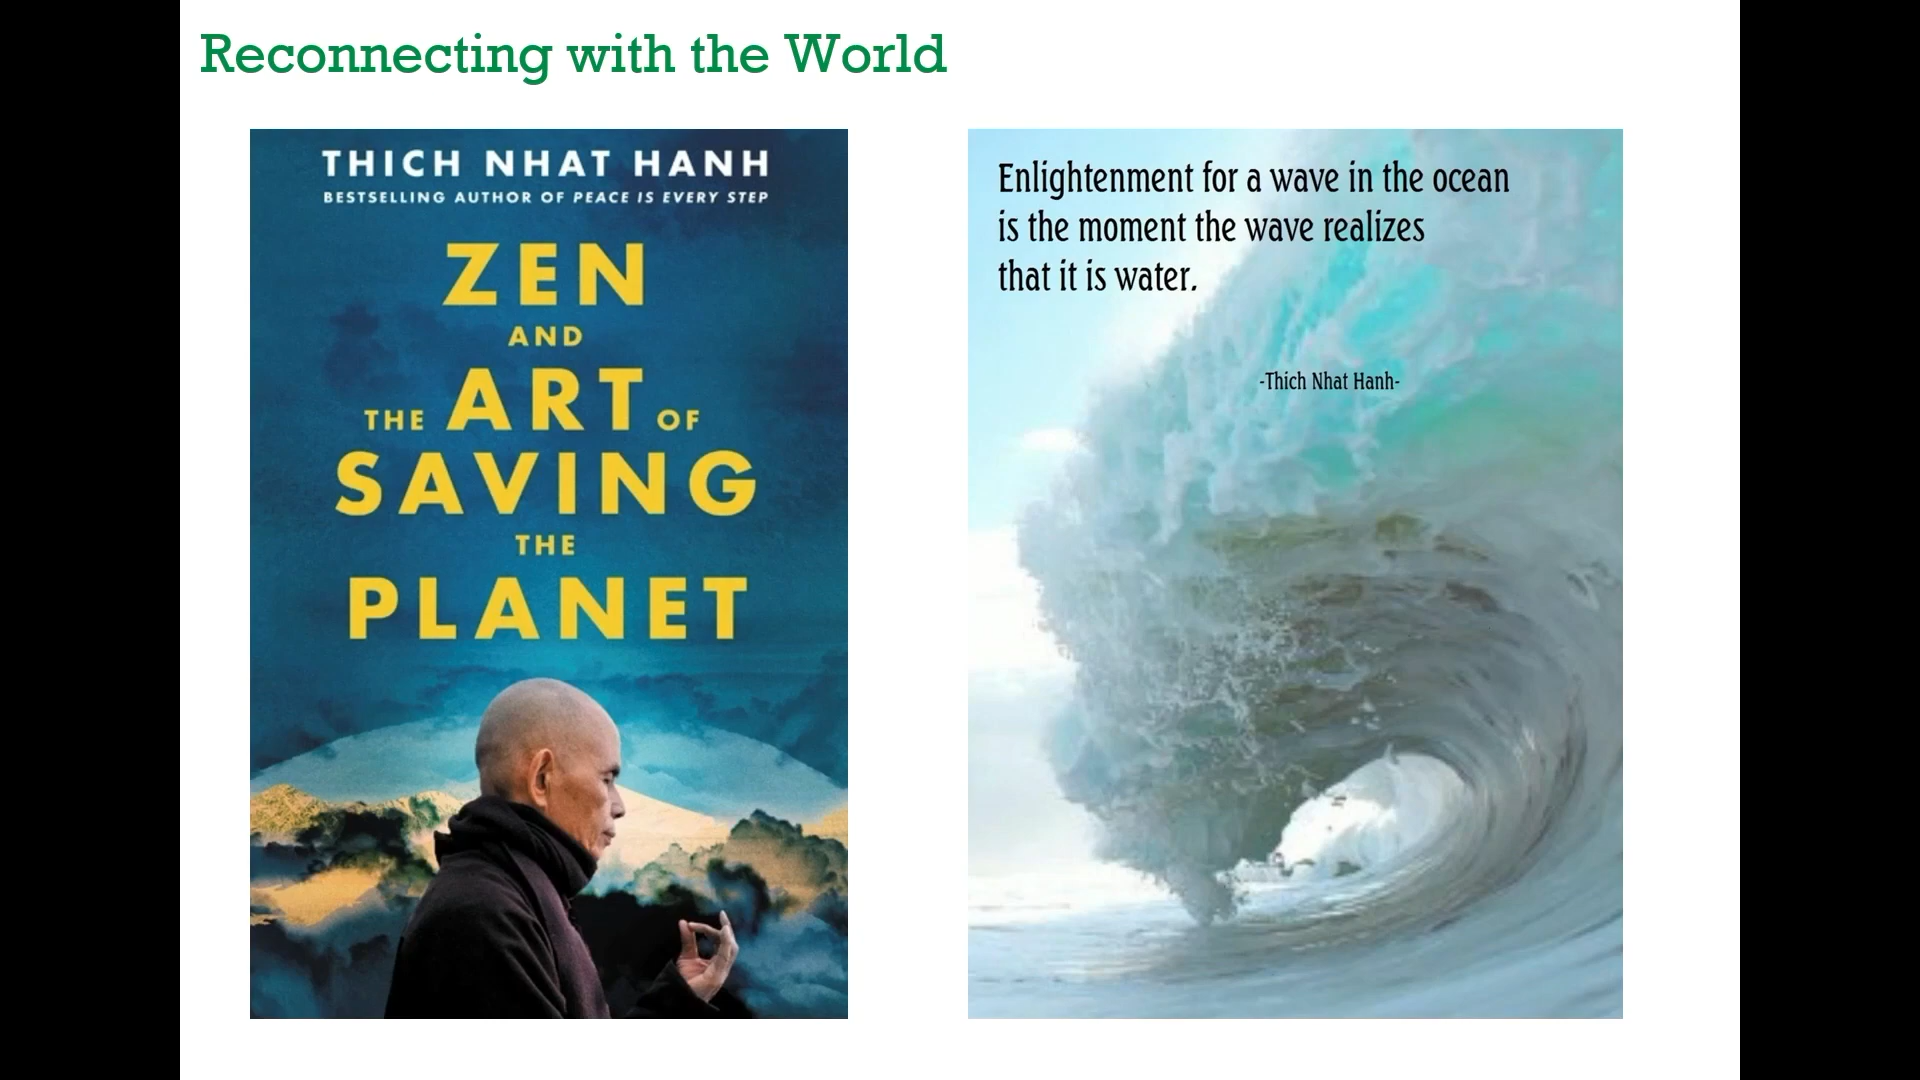 Reconnecting with the World
THICH NHAT HANH
BESTSELLING AUTHOR OF PEACE IS EVERY STEP
ZEN
AND
THE ART OF
SAVING
THE
PLANET
Enlightenment for a wave in the ocean
is the moment the wave realizes
that it is water.
-Thich Nhat Hanh-